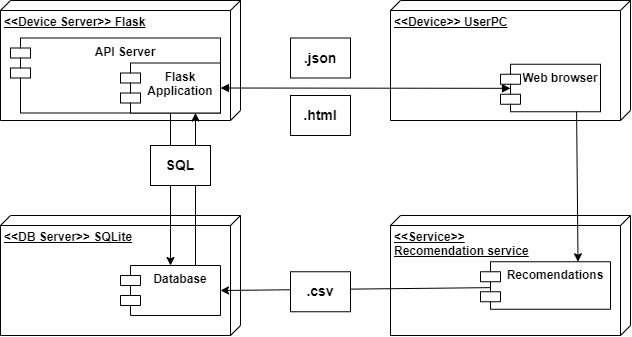 <<Device Server>> Flask
API Server
Flask
Application
.json
.html
<<Device>> UserPC
Web browser
SQL
<<DB Server>> SQLite
Database
.csv
<<Service>>
Recomendation service
Recomendations